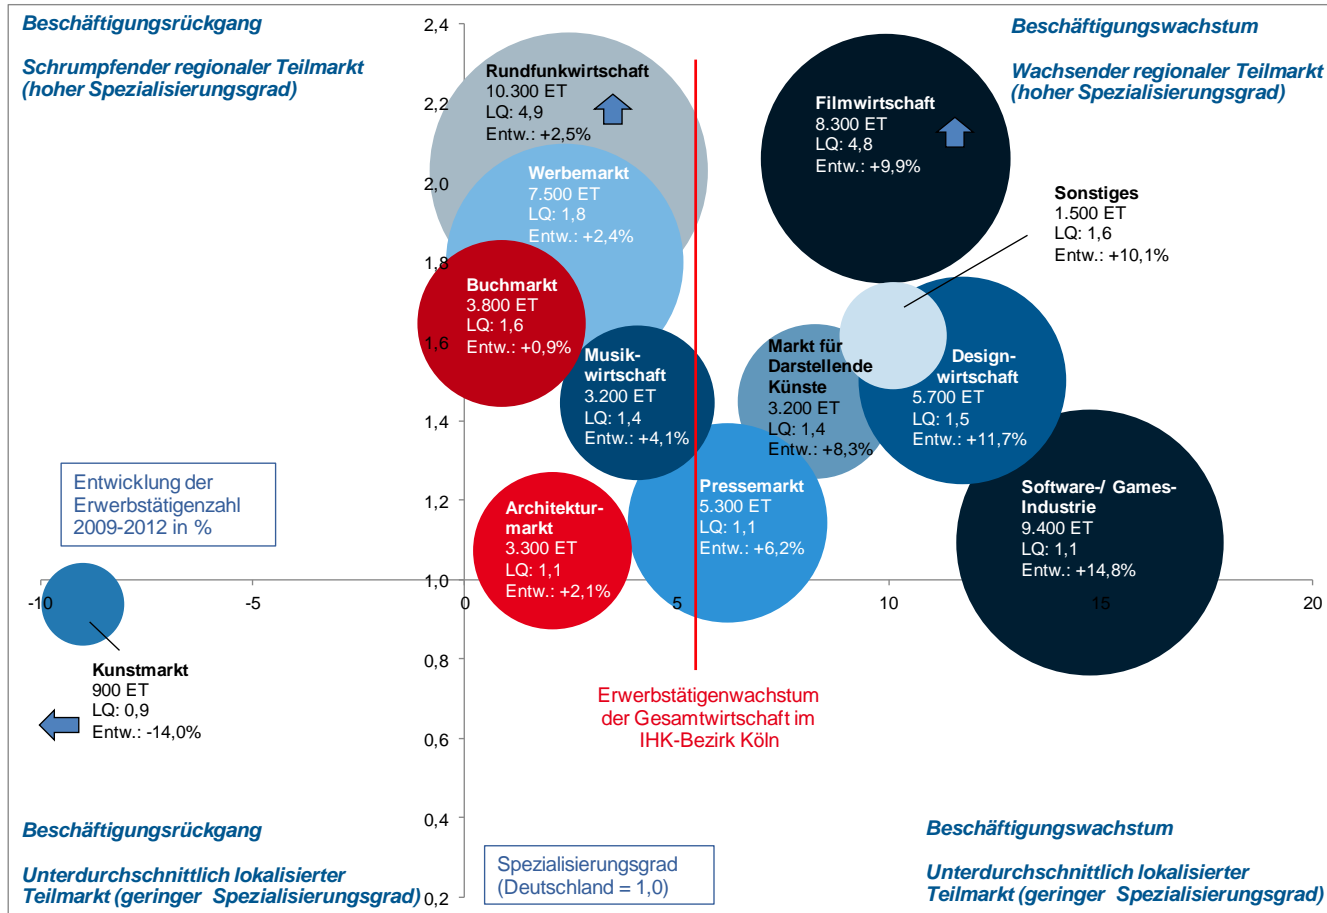 Beschäftigungsrückgang
Schrumpfender regionaler Teilmarkt
(hoher Spezialisierungsgrad)
Beschäftigungswachstum
Wachsender regionaler Teilmarkt
(hoher Spezialisierungsgrad)
2,4
2,2
2,0
1,8
1,6
1,4
1,2
1,0
0,8
0,6
0,4
0,2
Rundfunkwirtschaft
10.300 ET
LQ: 4,9
Entw.: +2,5%
Filmwirtschaft
8.300 ET
LQ: 4,8
Entw.: +9,9%
Werbemarkt
7.500 ET
LQ: 1,8
Entw.: +2,4%
Sonstiges
1.500 ET
LQ: 1,6
Entw.: +10,1%
Buchmarkt
3.800 ET
LQ: 1,6
Entw.: +0,9%
Musik-
wirtschaft
3.200 ET
LQ: 1,4
Entw.: +4,1%
Markt für
Darstellende
Künste
3.200 ET
LQ: 1,4
Entw.: +8,3%
Design-
wirtschaft
5.700 ET
LQ: 1,5
Entw.: +11,7%
Entwicklung der
Erwerbstätigenzahl
2009-2012 in %
Architektur-
markt
3.300 ET
LQ: 1,1
Entw.: +2,1%
Pressemarkt
5.300 ET
LQ: 1,1
Entw.: +6,2%
Software-/ Games-
Industrie
9.400 ET
LQ: 1,1
Entw.: +14,8%
-10
-5
0
5
10
15
20
Kunstmarkt
900 ET
LQ: 0,9
Entw.: -14,0%
Erwerbstätigenwachstum
der Gesamtwirtschaft im
IHK-Bezirk Köln
Beschäftigungsrückgang
Unterdurchschnittlich lokalisierter
Teilmarkt (geringer Spezialisierungsgrad)
Spezialisierungsgrad
(Deutschland = 1,0)
Beschäftigungswachstum
Unterdurchschnittlich lokalisierter
Teilmarkt (geringer Spezialisierungsgrad)